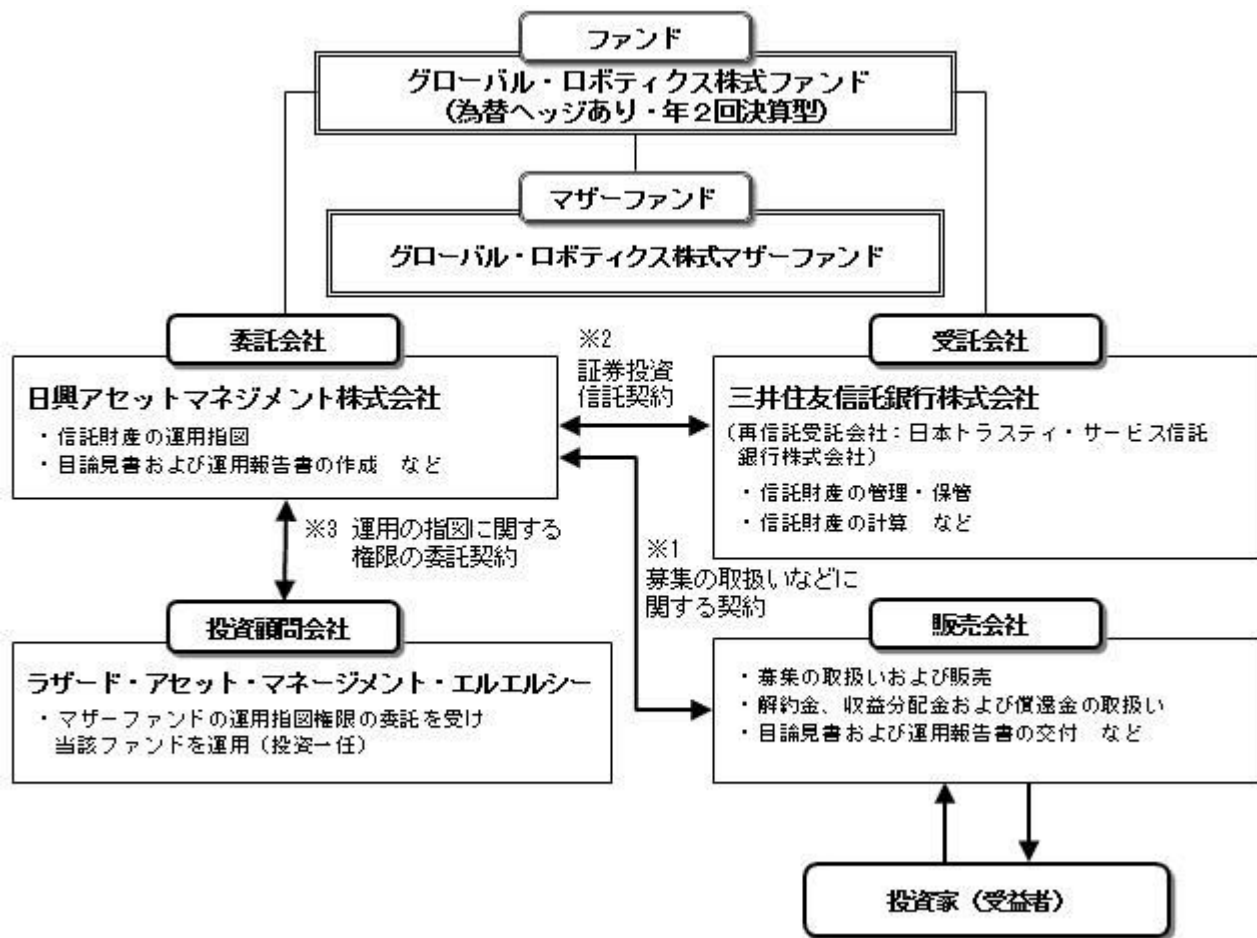 ファンド
グローバル・ロボティクス株式ファンド
(為替ヘッジあり・年2回決算型)
マザーファンド
グローバル・ロボティクス株式マザーファンド
委託会社
日興アセットマネジメント株式会社
・信託財産の運用指図
・目論見書および運用報告書の作成 など
※2
証券投資
信託契約
受託会社
三井住友信託銀行株式会社
(再信託受託会社:日本トラスティ・サービス信託
銀行株式会社)
・信託財産の管理・保管
・信託財産の計算 など
※3 運用の指図に関する
権限の委託契約
※1
募集の取扱いなどに
関する契約
投資顧問会社
ラザード・アセット・マネージメント・エルエルシー
・マザーファンドの運用指図権限の委託を受け
当該ファンドを運用(投資一任)
販売会社
・募集の取扱いおよび販売
・解約金、収益分配金および償還金の取扱い
・目論見書および運用報告書の交付 など
投資家(受益者)